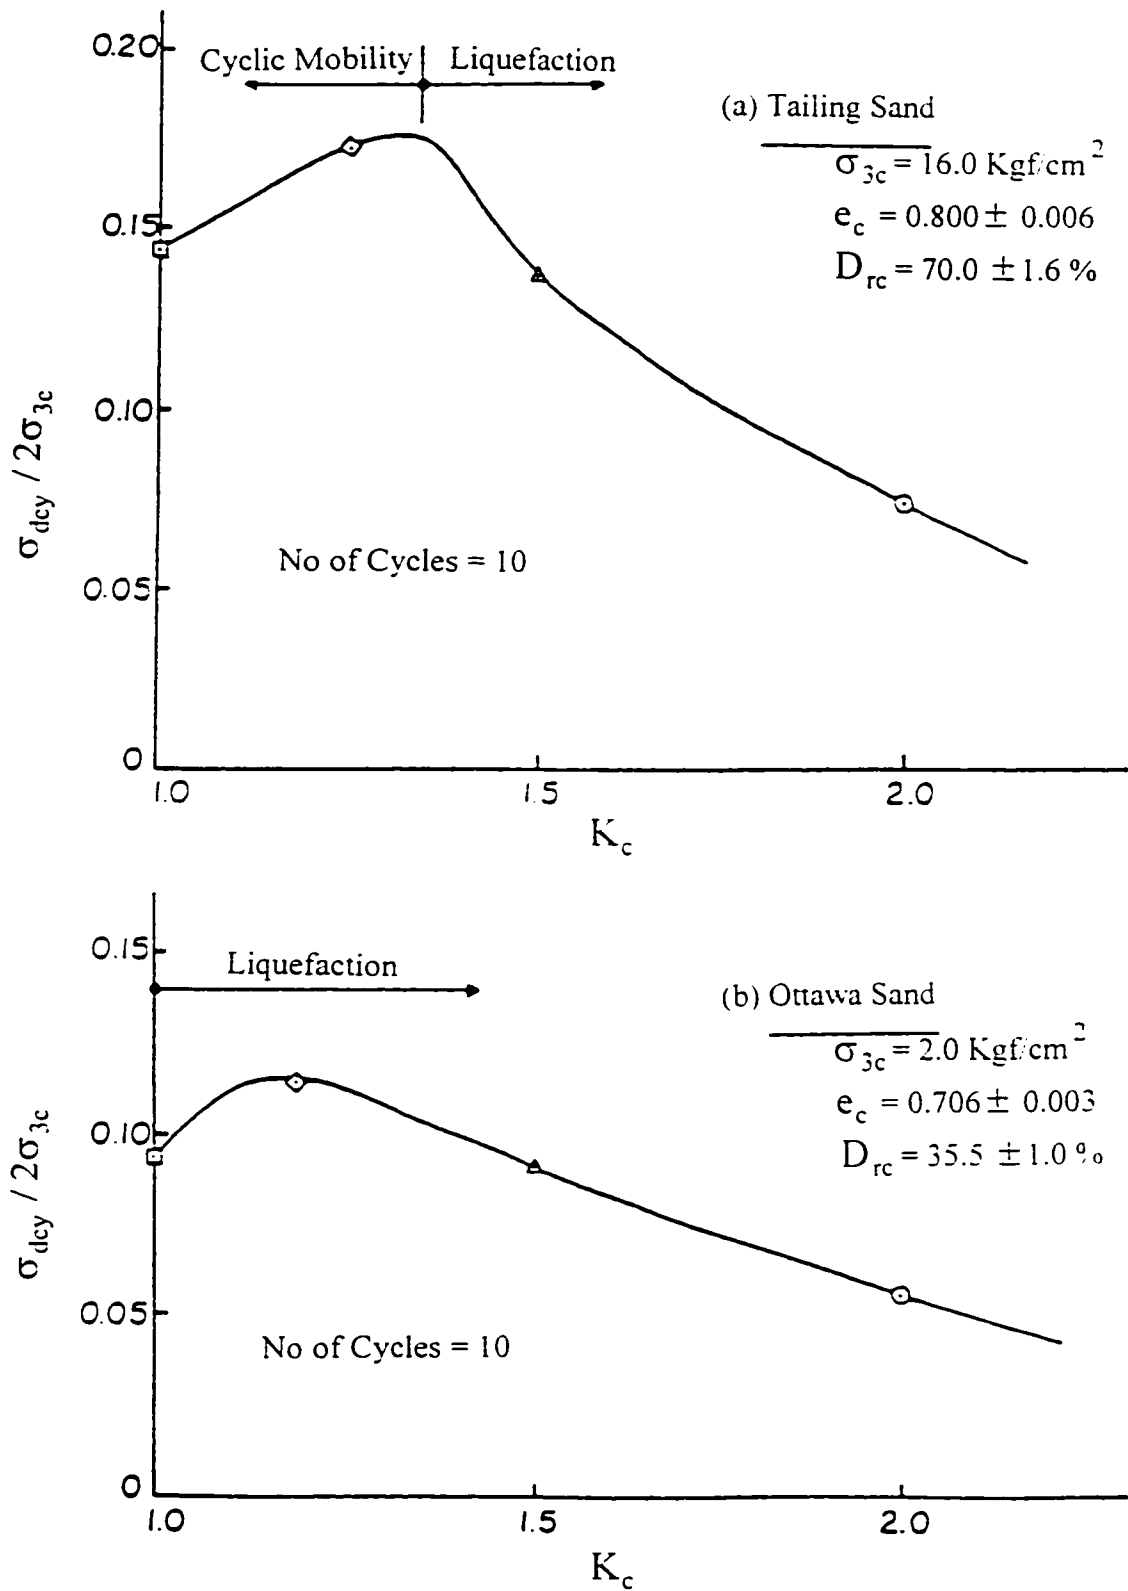 0.20
Cyclic Mobility
Liquefaction
(a) Tailing Sand
σ3c = 16.0 Kgf/cm2
ec = 0.800 ± 0.006
Drc = 70.0 ± 1.6 %
0.15
0.10
σdcy / 2σ3c
No of Cycles = 10
0.05
0
1.0
1.5
2.0
Kc
0.15
Liquefaction
(b) Ottawa Sand
σ3c = 2.0 Kgf/cm2
ec = 0.706 ± 0.003
Drc = 35.5 ± 1.0 %
0.10
σdcy / 2σ3c
0.05
No of Cycles = 10
0
1.0
1.5
2.0
Kc